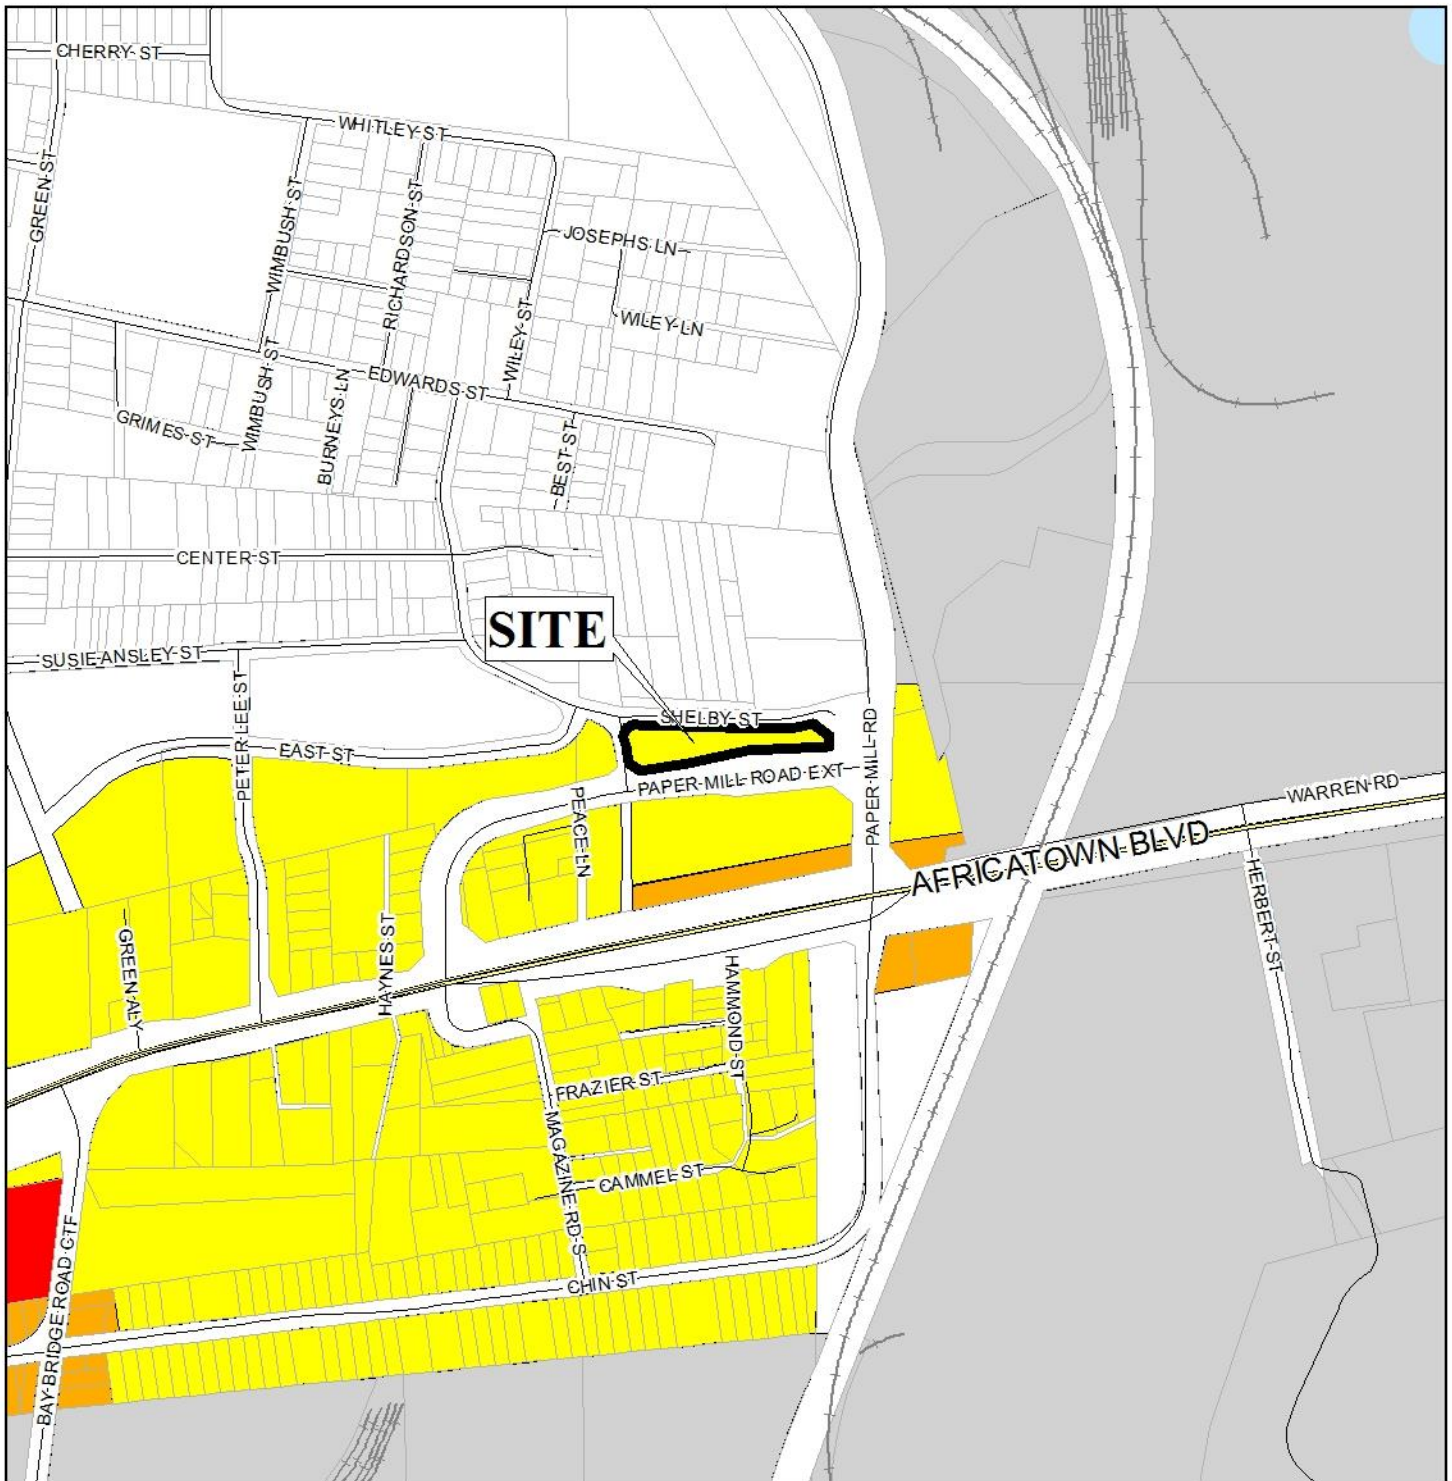 CHERRY ST
WHITLEY ST
GREEN ST
WIMBUSH ST
RICHARDSON ST
JOSEPHS LN
WILEY ST
WILEY LN
WIMBUSH ST
BURNEYS LN
EDWARDS ST
GRIMES ST
BEST ST
CENTER ST
SITE
SUSIE ANSLEY ST
PETER LEE ST
SHELBY ST
EAST ST
PAPER MILL RD
PAPER MILL ROAD EXT
PEACE LN
WARREN RD
AFRICATOWN BLVD
HERBERT ST
GREEN ALY
HAYNES ST
HAMMOND ST
FRAZIER ST
MAGAZINE RD S
CAMMEL ST
CHIN ST
BAY BRIDGE ROAD CTF